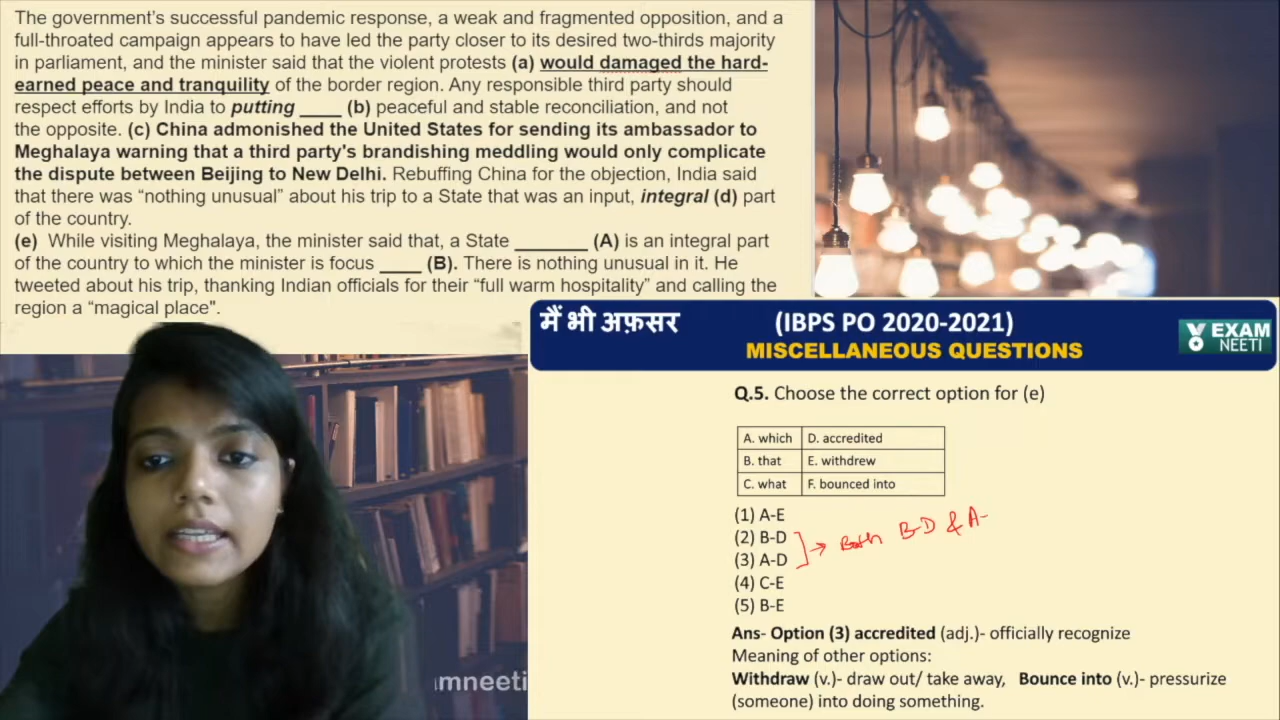 The government's successful pandemic response, a weak and fragmented opposition, and a
full-throated campaign appears to have led the party closer to its desired two-thirds majority
in parliament, and the minister said that the violent protests (a) would damaged the hard-
earned peace and tranquility of the border region. Any responsible third party should
respect efforts by India to putting ____ (b) peaceful and stable reconciliation, and not
the opposite. (c) China admonished the United States for sending its ambassador to
Meghalaya warning that a third party's brandishing meddling would only complicate
the dispute between Beijing to New Delhi. Rebuffing China for the objection, India said
that there was “nothing unusual” about his trip to a State that was an input, integral (d) part
of the country.
(e) While visiting Meghalaya, the minister said that, a State _______ (A) is an integral part
of the country to which the minister is focus ____ (B). There is nothing unusual in it. He
tweeted about his trip, thanking Indian officials for their “full warm hospitality” and calling the
region a “magical place".
मैं भी अफ़सर
(IBPS PO 2020-2021)
MISCELLANEOUS QUESTIONS
EXAM
NEETI
Q.5. Choose the correct option for (e)
A. which D. accredited
B. that E. withdrew
C. what F. bounced into
(1) A-E
(2) B-D
(3) A-D
(4) C-E
(5) B-E
Both B-D & A-
Ans- Option (3) accredited (adj.)- officially recognize
Meaning of other options:
Withdraw (v.)- draw out/ take away, Bounce into (v.)- pressurize
(someone) into doing something.
mneeti